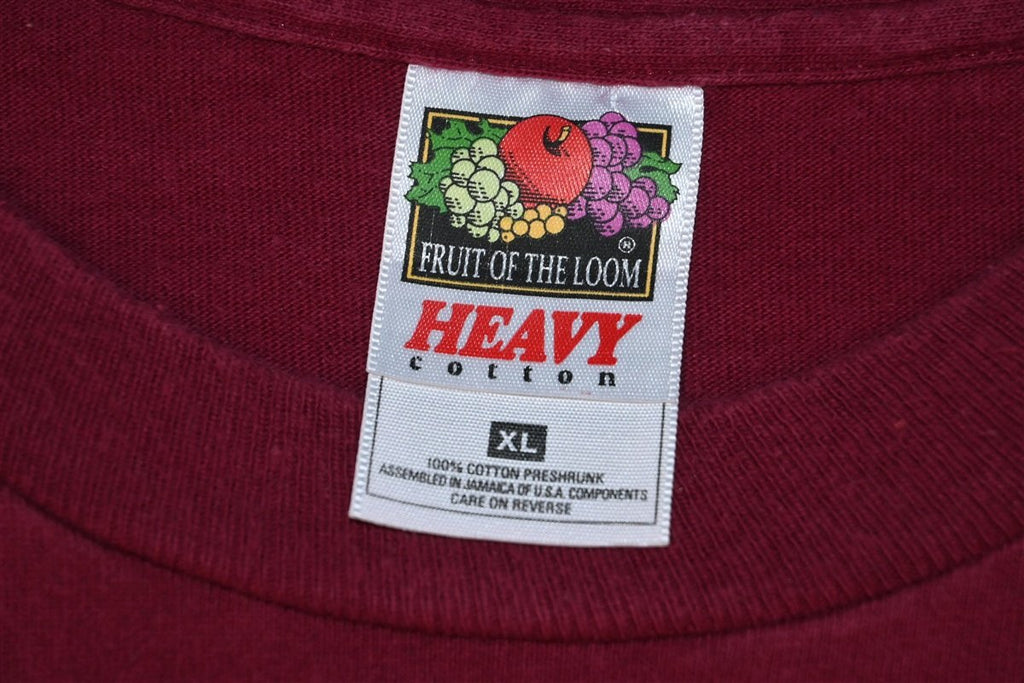 ®
FRUIT OF THE LOOM
HEAVY
cotton
XL
100% COTTON PRESHRUNK
ASSEMBLED IN JAMAICA OF U.S.A. COMPONENTS
CARE ON REVERSE